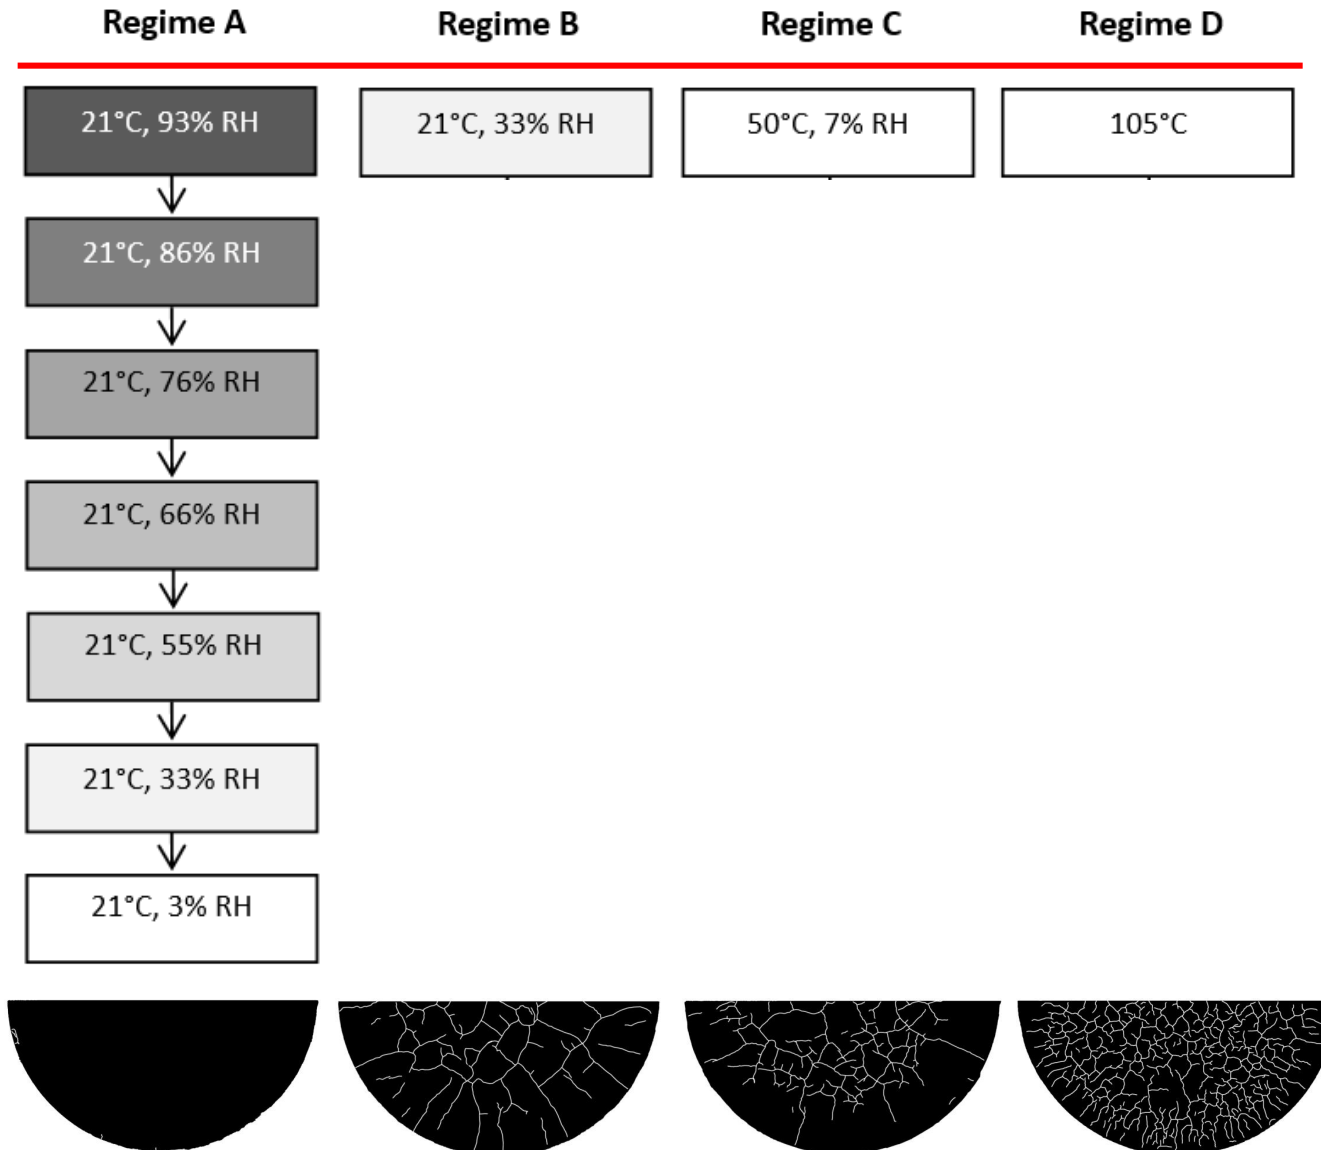 Regime A Regime B Regime C Regime D
21°C, 93% RH 21°C, 33% RH 50°C, 7% RH 105°C
21°C, 86% RH
21°C, 76% RH
21°C, 66% RH
21°C, 55% RH
21°C, 33% RH
21°C, 3% RH